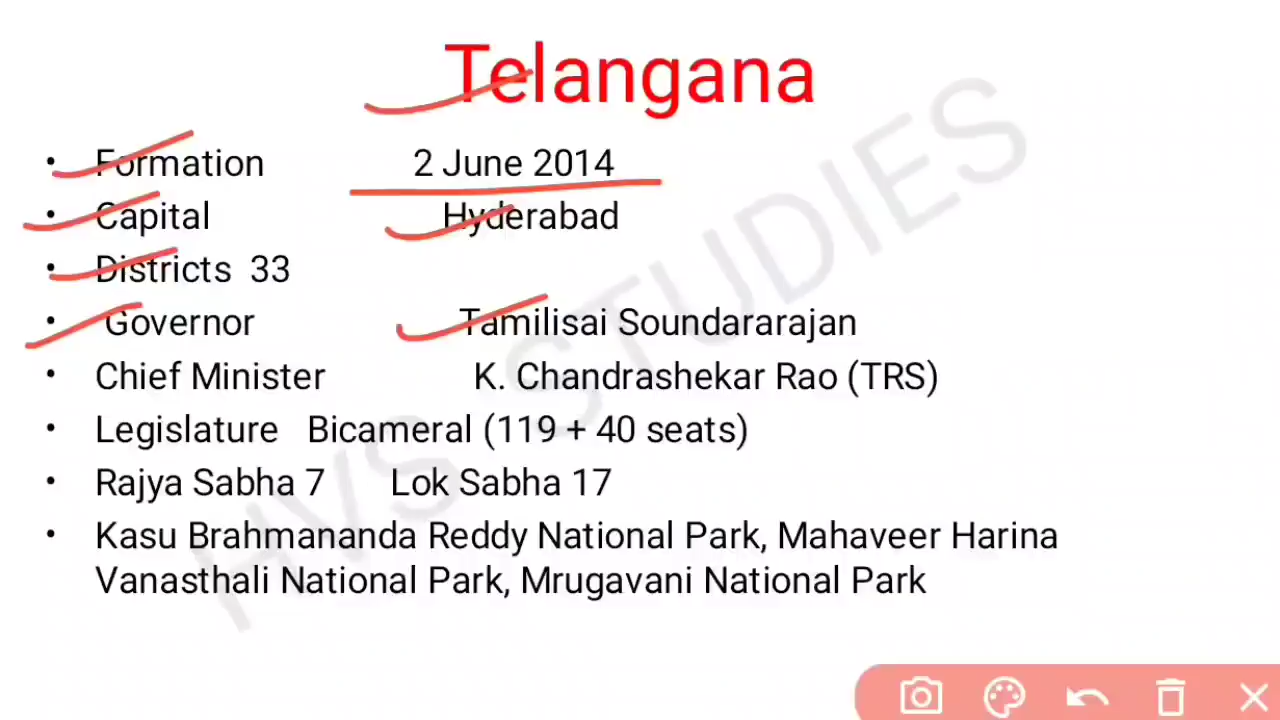 Telangana
• Formation 2 June 2014
• Capital Hyderabad
• Districts 33
• Governor Tamilisai Soundararajan
• Chief Minister K. Chandrashekar Rao (TRS)
• Legislature Bicameral (119 + 40 seats)
• Rajya Sabha 7 Lok Sabha 17
• Kasu Brahmananda Reddy National Park, Mahaveer Harina
Vanasthali National Park, Mrugavani National Park
HVS STUDIES